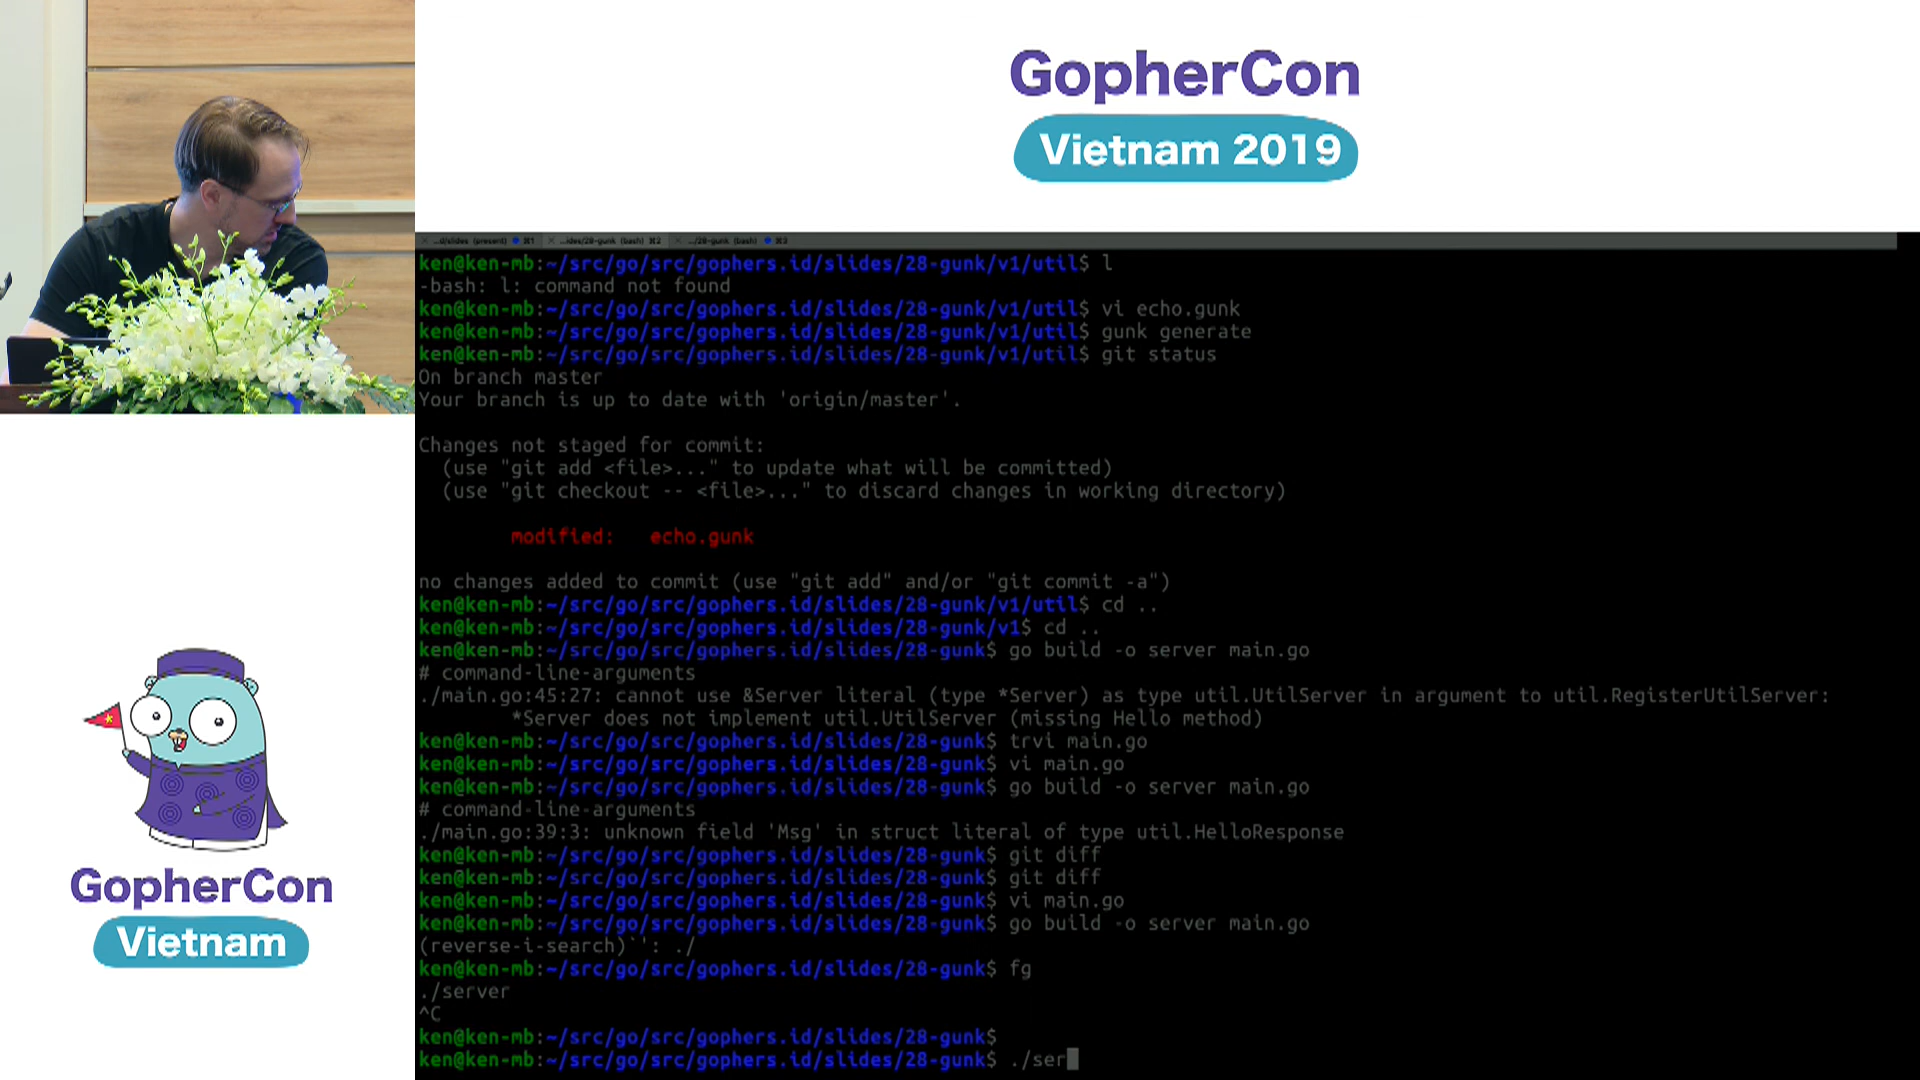 GopherCon
Vietnam 2019
...d/slides (present) ⌘1 ...ides/28-gunk (bash) ⌘2 .../28-gunk (bash) ⌘3
ken@ken-mb:~/src/go/src/gophers.id/slides/28-gunk/v1/util$ l
-bash: l: command not found
ken@ken-mb:~/src/go/src/gophers.id/slides/28-gunk/v1/util$ vi echo.gunk
ken@ken-mb:~/src/go/src/gophers.id/slides/28-gunk/v1/util$ gunk generate
ken@ken-mb:~/src/go/src/gophers.id/slides/28-gunk/v1/util$ git status
On branch master
Your branch is up to date with 'origin/master'.
Changes not staged for commit:
(use "git add <file>..." to update what will be committed)
(use "git checkout -- <file>..." to discard changes in working directory)
modified: echo.gunk
no changes added to commit (use "git add" and/or "git commit -a")
ken@ken-mb:~/src/go/src/gophers.id/slides/28-gunk/v1/util$ cd ..
ken@ken-mb:~/src/go/src/gophers.id/slides/28-gunk/v1$ cd ..
ken@ken-mb:~/src/go/src/gophers.id/slides/28-gunk$ go build -o server main.go
# command-line-arguments
./main.go:45:27: cannot use &Server literal (type *Server) as type util.UtilServer in argument to util.RegisterUtilServer:
*Server does not implement util.UtilServer (missing Hello method)
ken@ken-mb:~/src/go/src/gophers.id/slides/28-gunk$ trvi main.go
ken@ken-mb:~/src/go/src/gophers.id/slides/28-gunk$ vi main.go
ken@ken-mb:~/src/go/src/gophers.id/slides/28-gunk$ go build -o server main.go
# command-line-arguments
./main.go:39:3: unknown field 'Msg' in struct literal of type util.HelloResponse
ken@ken-mb:~/src/go/src/gophers.id/slides/28-gunk$ git diff
ken@ken-mb:~/src/go/src/gophers.id/slides/28-gunk$ git diff
ken@ken-mb:~/src/go/src/gophers.id/slides/28-gunk$ vi main.go
ken@ken-mb:~/src/go/src/gophers.id/slides/28-gunk$ go build -o server main.go
(reverse-i-search)`': ./
ken@ken-mb:~/src/go/src/gophers.id/slides/28-gunk$ fg
./server
^C
ken@ken-mb:~/src/go/src/gophers.id/slides/28-gunk$
ken@ken-mb:~/src/go/src/gophers.id/slides/28-gunk$ ./ser
GopherCon
Vietnam